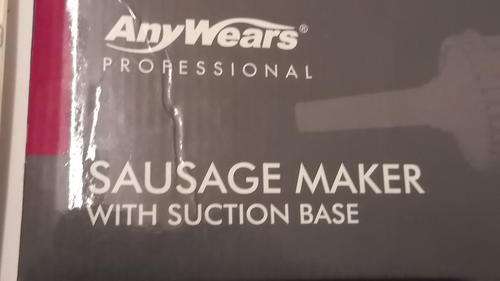 AnyWears®
PROFESSIONAL
SAUSAGE MAKER
WITH SUCTION BASE